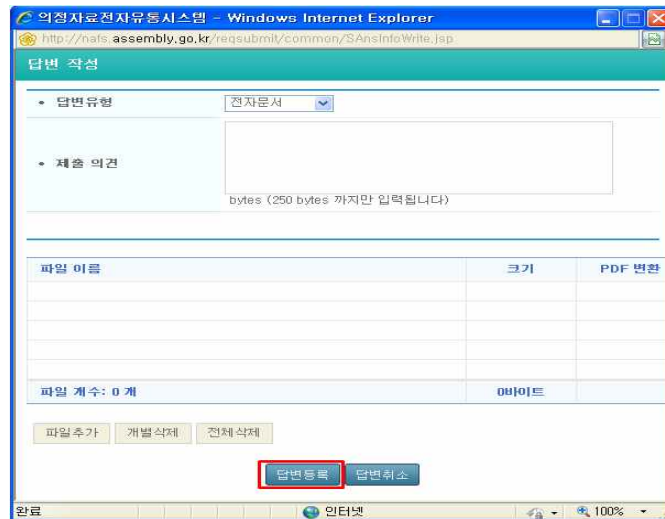 의정자료전자유통시스템 - Windows Internet Explorer
http://nafs.assembly.go.kr/reqsubmit/common/SAnsInfoWrite.jsp
답변 작성
• 답변유형 전자문서
• 제출 의견
bytes (250 bytes 까지만 입력됩니다)
파일 이름 크기 PDF 변환
파일 개수: 0 개 0바이트
파일추가 개별삭제 전체삭제
답변등록 답변취소
완료 인터넷 100%